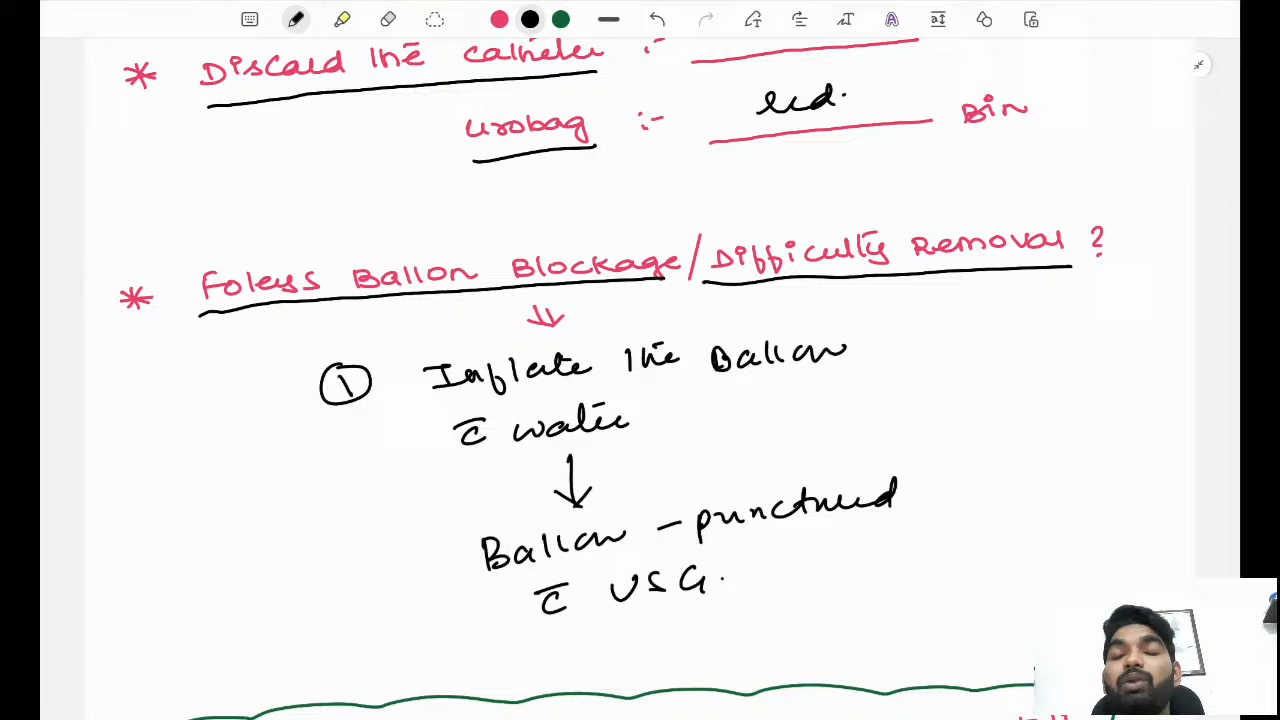 * Discard the catheter :-
urobag :- red. Bin
* Foleys Ballon Blockage/Difficulty Removal ?
① Inflate the Ballon
c̅ water
Ballon - punctured
c̅ USG.